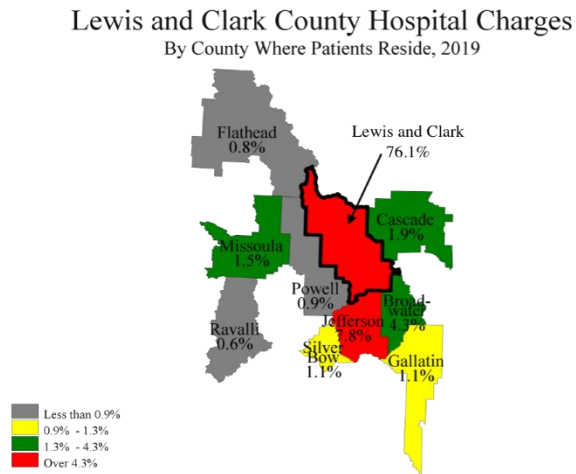 Lewis and Clark County Hospital Charges
By County Where Patients Reside, 2019
Flathead
0.8%
Lewis and Clark
76.1%
Cascade
1.9%
Missoula
1.5%
Powell
0.9%
Broad-
water
4.3%
Jefferson
7.8%
Ravalli
0.6%
Silver
Bow
1.1%
Gallatin
1.1%
Less than 0.9%
0.9% - 1.3%
1.3% - 4.3%
Over 4.3%